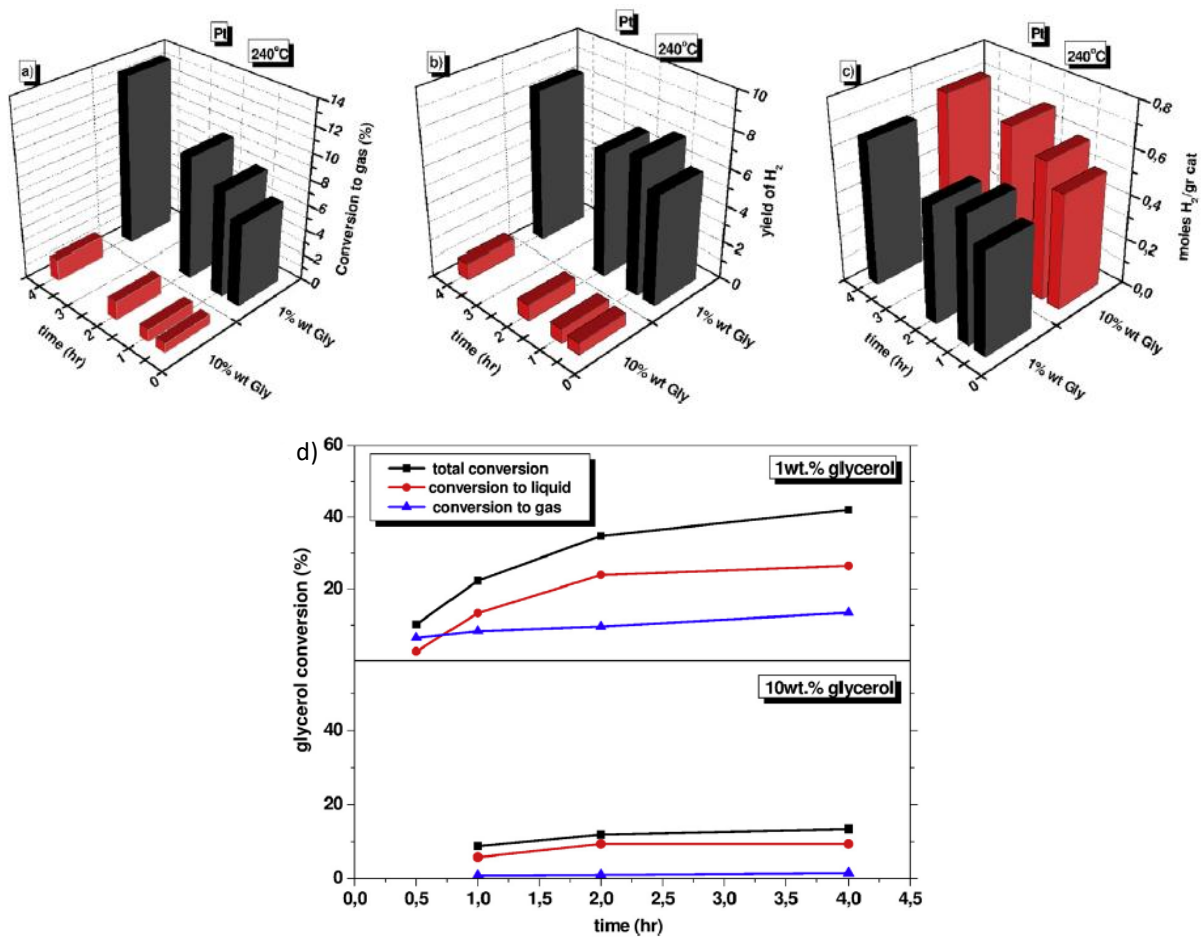 a)
Pt
240°C
14
12
10
8
6
4
2
0
Conversion to gas (%)
4
3
2
1
0
time (hr)
1% wt Gly
10% wt Gly
b)
Pt
240°C
10
8
6
4
2
0
yield of H2
4
3
2
1
0
time (hr)
1% wt Gly
10% wt Gly
c)
Pt
240°C
0,8
0,6
0,4
0,2
0,0
moles H2/gr cat
4
3
2
1
0
time (hr)
10% wt Gly
1% wt Gly
d)
60
40
20
total conversion
conversion to liquid
conversion to gas
1wt.% glycerol
10wt.% glycerol
40
20
0
glycerol conversion (%)
0,0 0,5 1,0 1,5 2,0 2,5 3,0 3,5 4,0 4,5
time (hr)